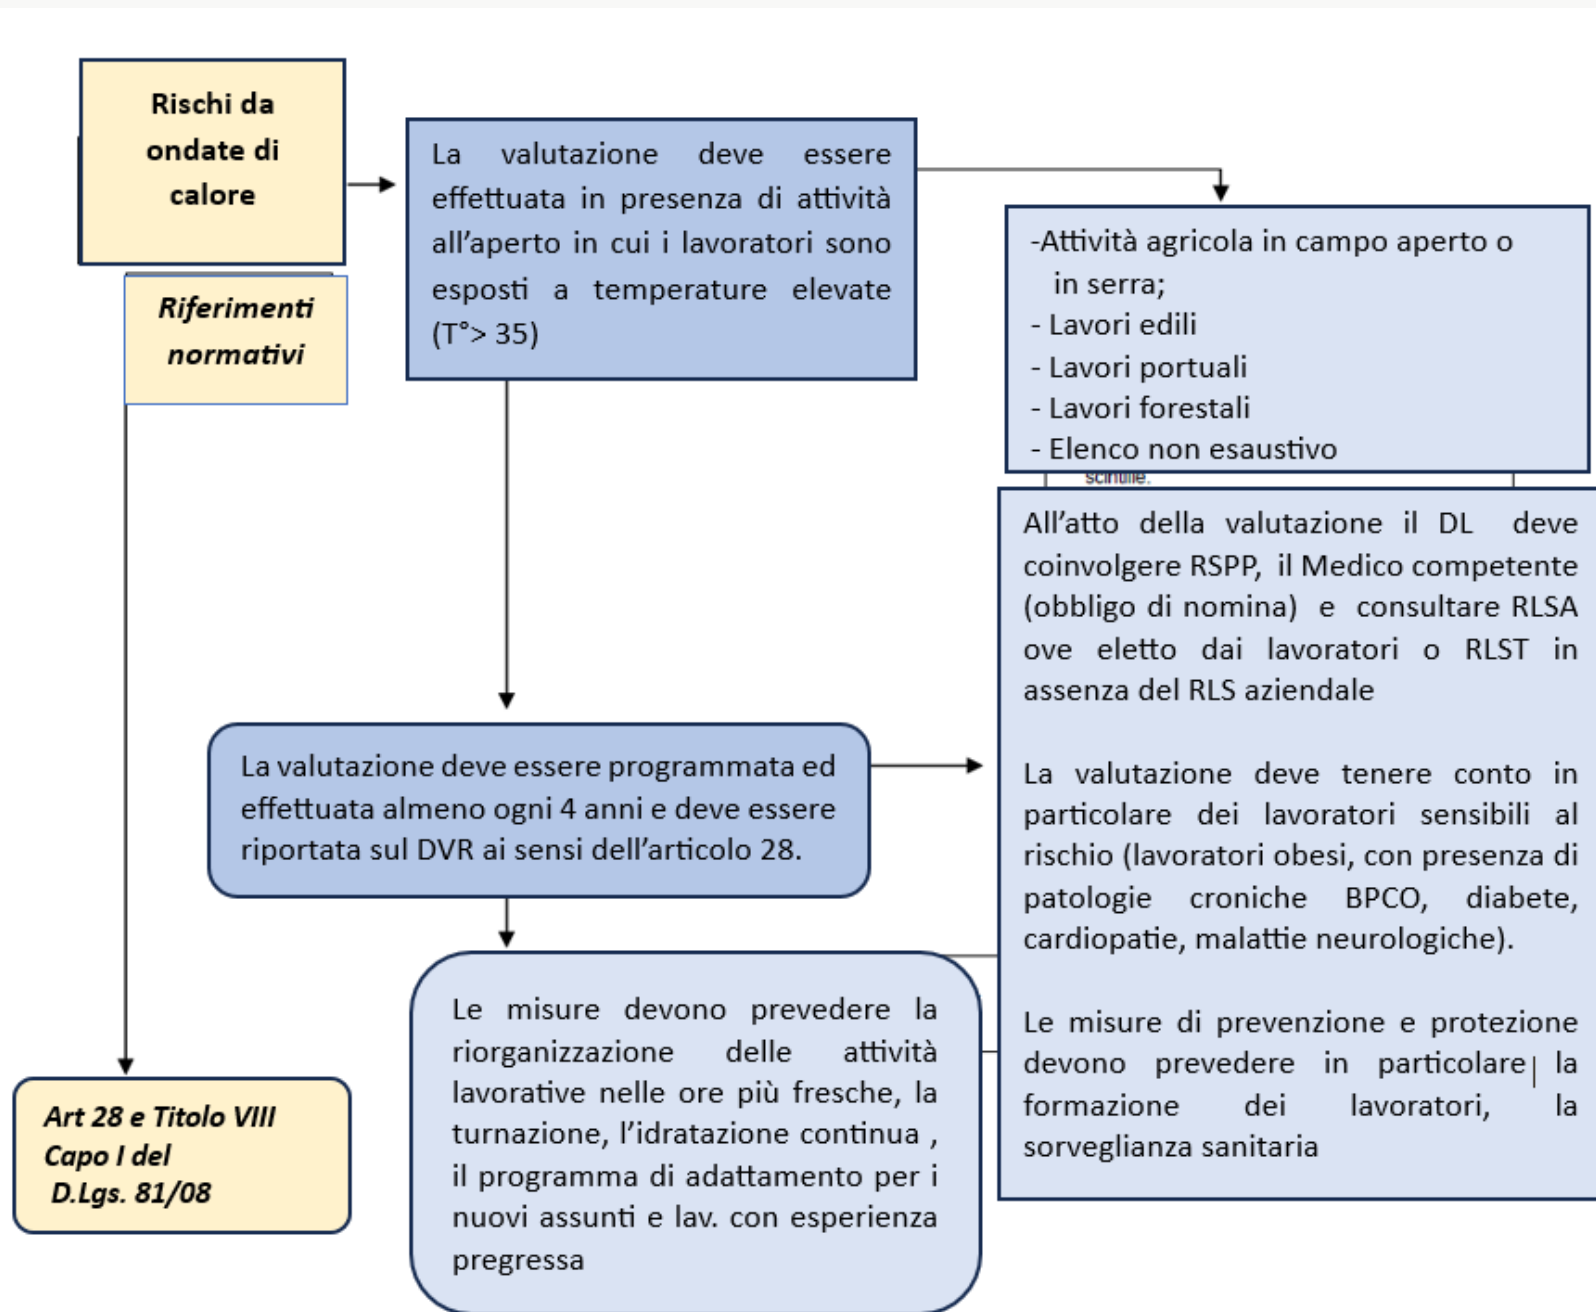 Rischi da
ondate di
calore
Riferimenti
normativi
La valutazione deve essere
effettuata in presenza di attività
all'aperto in cui i lavoratori sono
esposti a temperature elevate
(T°> 35)
-Attività agricola in campo aperto o
in serra;
- Lavori edili
- Lavori portuali
- Lavori forestali
- Elenco non esaustivo
scintille.
All'atto della valutazione il DL deve
coinvolgere RSPP, il Medico competente
(obbligo di nomina) e consultare RLSA
ove eletto dai lavoratori o RLST in
assenza del RLS aziendale
La valutazione deve tenere conto in
particolare dei lavoratori sensibili al
rischio (lavoratori obesi, con presenza di
patologie croniche BPCO, diabete,
cardiopatie, malattie neurologiche).
Le misure di prevenzione e protezione
devono prevedere in particolare la
formazione dei lavoratori, la
sorveglianza sanitaria
La valutazione deve essere programmata ed
effettuata almeno ogni 4 anni e deve essere
riportata sul DVR ai sensi dell'articolo 28.
Le misure devono prevedere la
riorganizzazione delle attività
lavorative nelle ore più fresche, la
turnazione, l'idratazione continua ,
il programma di adattamento per i
nuovi assunti e lav. con esperienza
pregressa
Art 28 e Titolo VIII
Capo I del
D.Lgs. 81/08